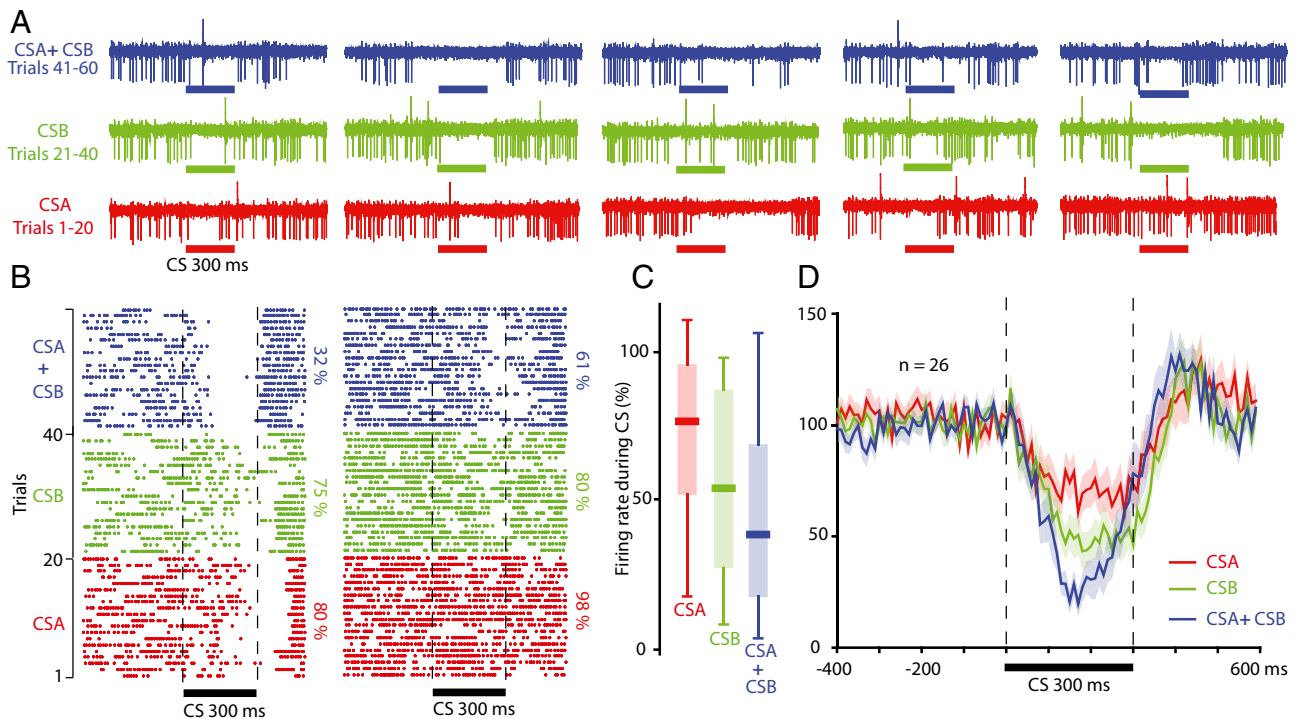 A
CSA+ CSB
Trials 41-60
CSB
Trials 21-40
CSA
Trials 1-20
CS 300 ms
B
Trials
CSA
+
CSB
40
CSB
20
CSA
1
32 %
75 %
80 %
CS 300 ms
61 %
80 %
98 %
CS 300 ms
C
Firing rate during CS (%)
100
50
0
CSA
CSB
CSA
+
CSB
D
150
100
50
0
n = 26
CSA
CSB
CSA+ CSB
-400
-200
600 ms
CS 300 ms